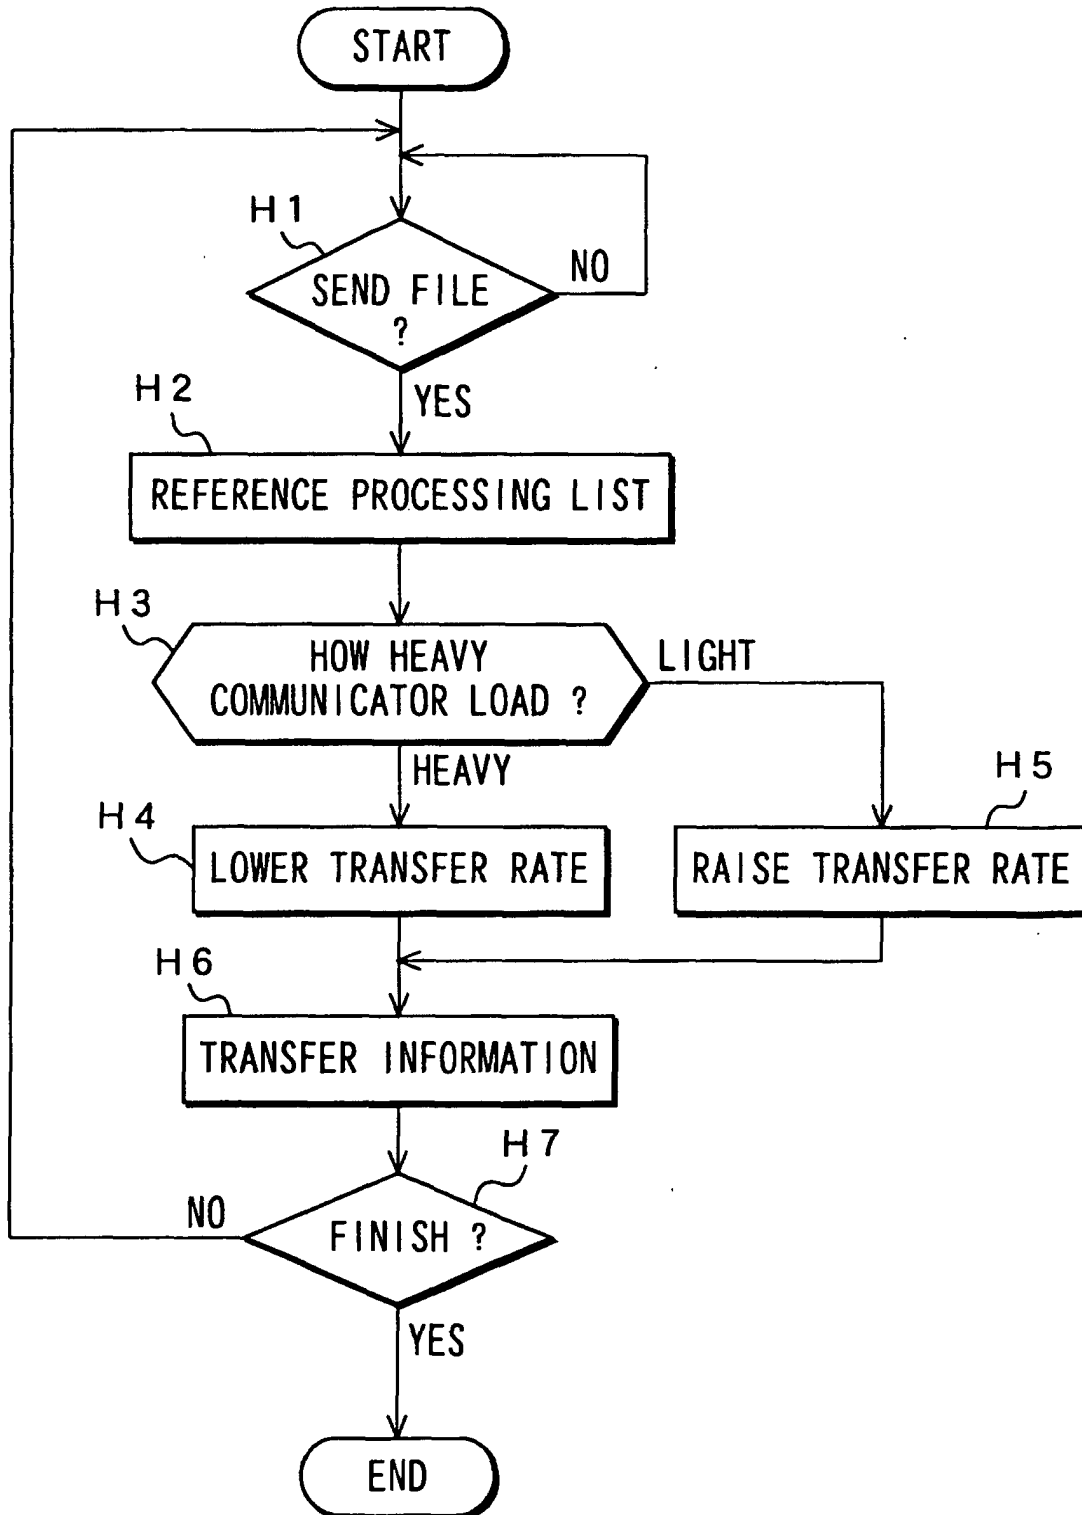 START
H1
SEND FILE
?
NO
YES
H2
REFERENCE PROCESSING LIST
H3
HOW HEAVY
COMMUNICATOR LOAD ?
LIGHT
HEAVY
H4
LOWER TRANSFER RATE
H5
RAISE TRANSFER RATE
H6
TRANSFER INFORMATION
H7
FINISH ?
NO
YES
END